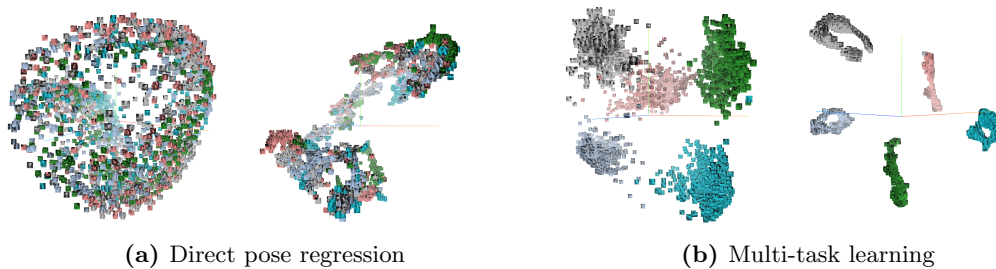 (a) Direct pose regression
(b) Multi-task learning